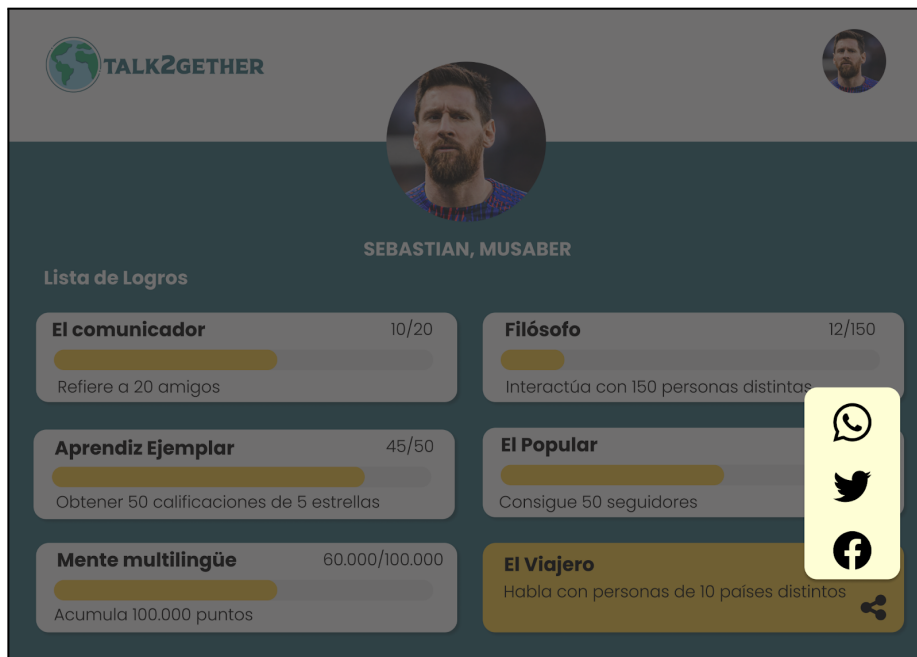 TALK2GETHER
SEBASTIAN, MUSABER
Lista de Logros
El comunicador 10/20
Refiere a 20 amigos
Filósofo 12/150
Interactúa con 150 personas distintas
Aprendiz Ejemplar 45/50
Obtener 50 calificaciones de 5 estrellas
El Popular
Consigue 50 seguidores
Mente multilingüe 60.000/100.000
Acumula 100.000 puntos
El Viajero
Habla con personas de 10 países distintos